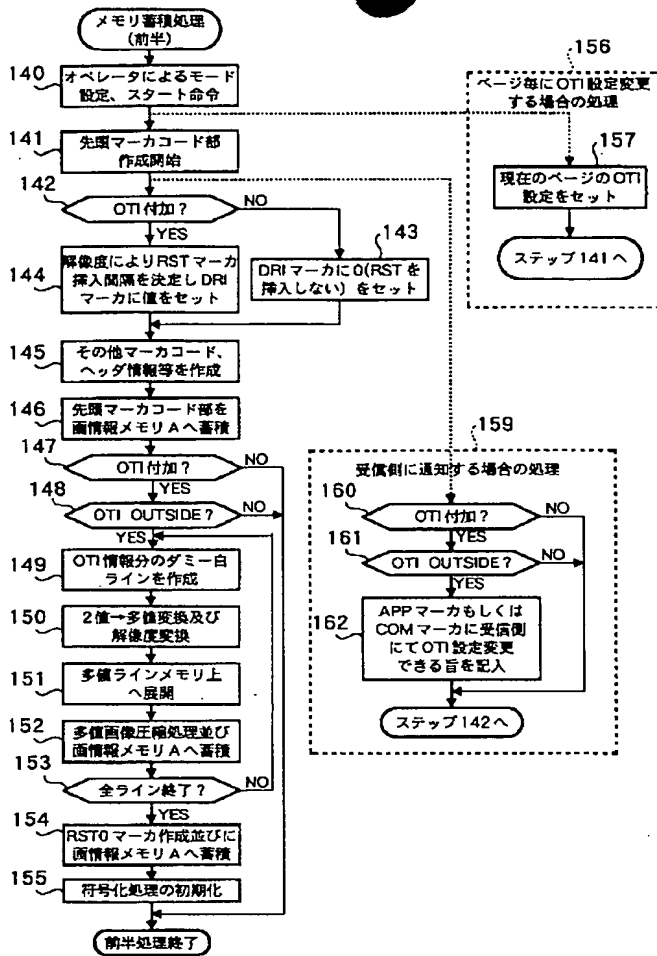 メモリ蓄積処理
(前半)
140
オペレータによるモード
設定、スタート命令
141
先頭マーカコード部
作成開始
142
OTI付加?
NO
YES
143
DRIマーカに0(RSTを
挿入しない)をセット
144
解像度によりRSTマーカ
挿入間隔を決定しDRI
マーカに値をセット
145
その他マーカコード、
ヘッダ情報等を作成
146
先頭マーカコード部を
画情報メモリAへ蓄積
147
OTI付加?
NO
YES
148
OTI OUTSIDE?
NO
YES
149
OTI情報分のダミー白
ラインを作成
150
2値→多値変換及び
解像度変換
151
多値ラインメモリ上
へ展開
152
多値画像圧縮処理並び
画情報メモリAへ蓄積
153
全ライン終了?
NO
YES
154
RST0マーカ作成並びに
画情報メモリAへ蓄積
155
符号化処理の初期化
前半処理終了
156
ページ毎にOTI設定変更
する場合の処理
157
現在のページのOTI
設定をセット
ステップ141へ
159
受信側に通知する場合の処理
160
OTI付加?
NO
YES
161
OTI OUTSIDE?
NO
YES
162
APPマーカもしくは
COMマーカに受信側
にてOTI設定変更
できる旨を記入
ステップ142へ